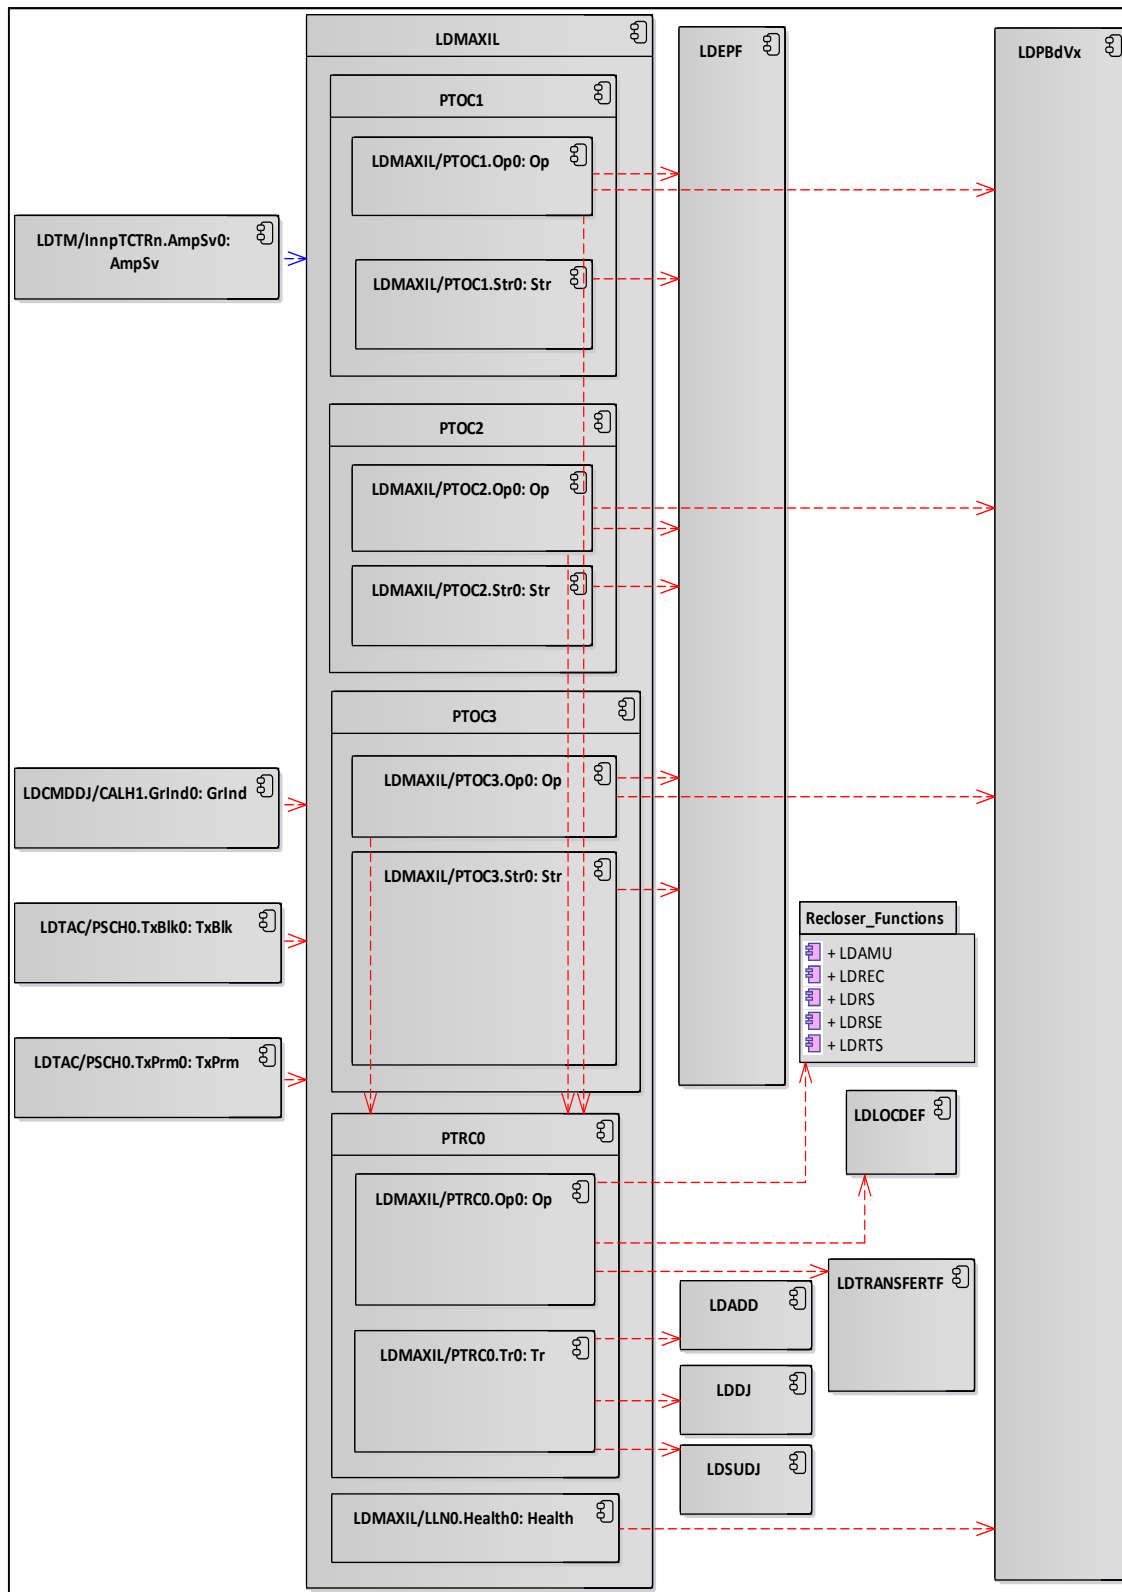 LDMAXIL
LDEPF
LDPBdVx
PTOC1
LDMAXIL/PTOC1.Op0: Op
LDTM/InnpTCTRn.AmpSv0:
AmpSv
LDMAXIL/PTOC1.Str0: Str
PTOC2
LDMAXIL/PTOC2.Op0: Op
LDMAXIL/PTOC2.Str0: Str
PTOC3
LDMAXIL/PTOC3.Op0: Op
LDCMDDJ/CALH1.GrInd0: GrInd
LDMAXIL/PTOC3.Str0: Str
LDTAC/PSCH0.TxBlk0: TxBlk
Recloser_Functions
+ LDAMU
+ LDREC
+ LDRS
+ LDRSE
+ LDRTS
LDTAC/PSCH0.TxPrm0: TxPrm
LDLOCDEF
PTRC0
LDMAXIL/PTRC0.Op0: Op
LDTRANSFERTF
LDADD
LDMAXIL/PTRC0.Tr0: Tr
LDDJ
LDSUDJ
LDMAXIL/LLN0.Health0: Health